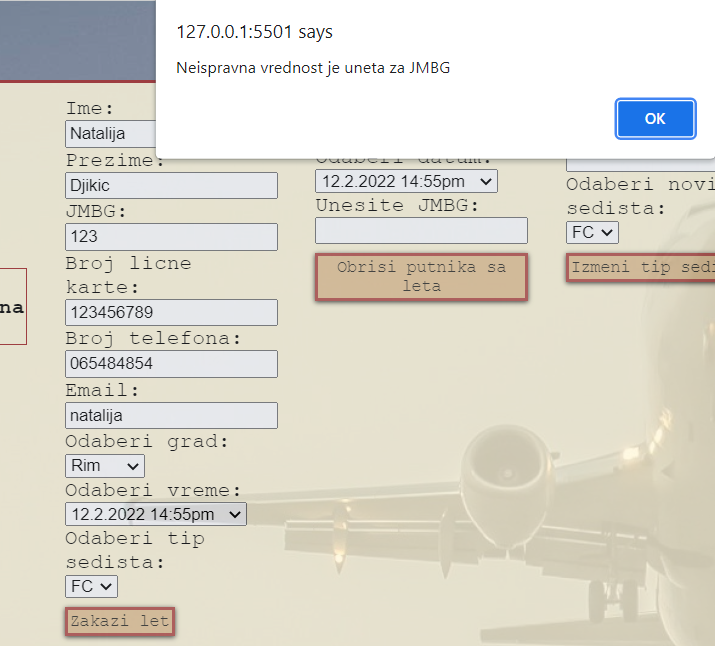 127.0.0.1:5501 says
Neispravna vrednost je uneta za JMBG
OK
Ime:
Natalija
Prezime:
Djikic
JMBG:
123
Broj licne
karte:
123456789
Broj telefona:
065484854
Email:
natalija
Odaberi grad:
Rim
Odaberi vreme:
12.2.2022 14:55pm
Odaberi tip
sedista:
FC
Zakazi let
Odaberi datum:
12.2.2022 14:55pm
Unesite JMBG:
Obrisi putnika sa
leta
Odaberi novi
sedista:
FC
Izmeni tip sedi
na